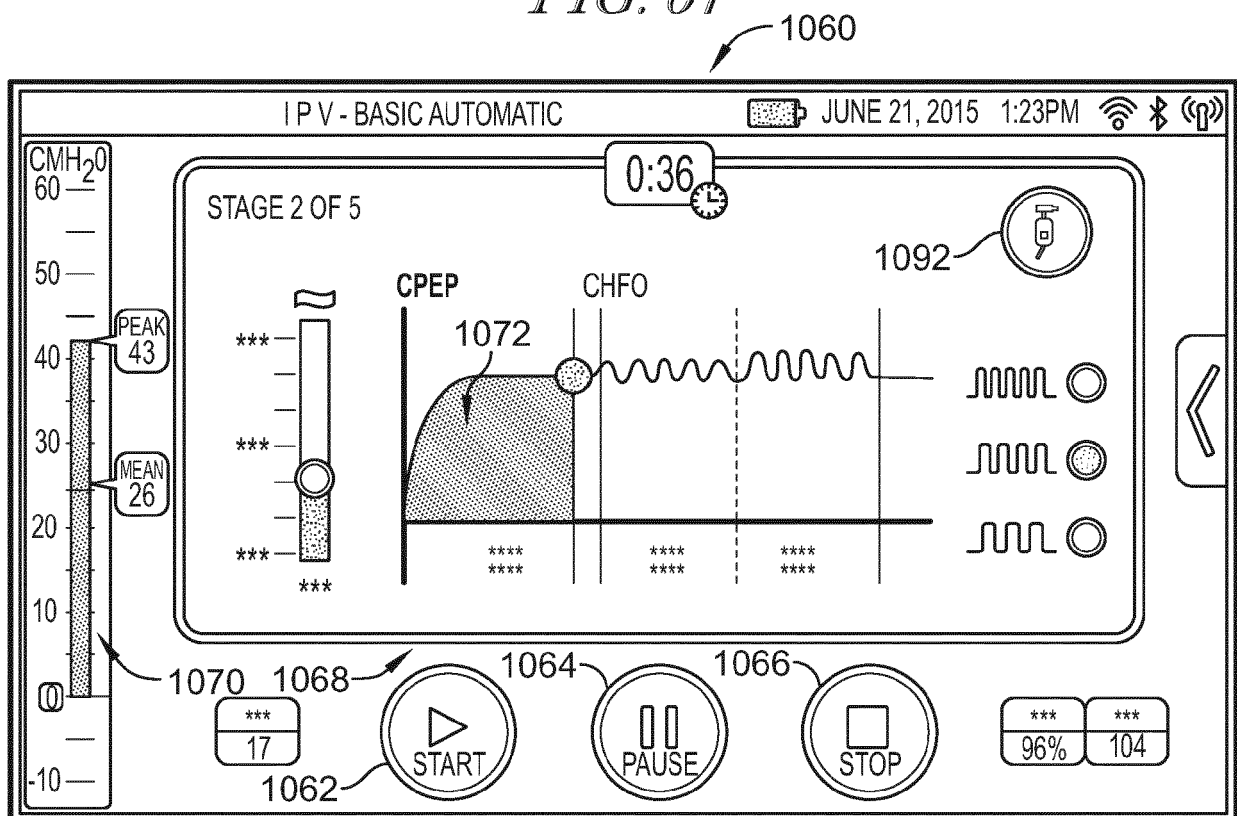 1060
I P V - BASIC AUTOMATIC JUNE 21, 2015 1:23PM
CMH20
60
50
40
30
20
10
0
-10
PEAK
43
MEAN
26
0:36
STAGE 2 OF 5
1092
CPEP CHFO
1072
***
***
***
***
**** **** ****
**** **** ****
1070
1068
1064
1066
***
17
START
1062
PAUSE
STOP
*** ***
96% 104